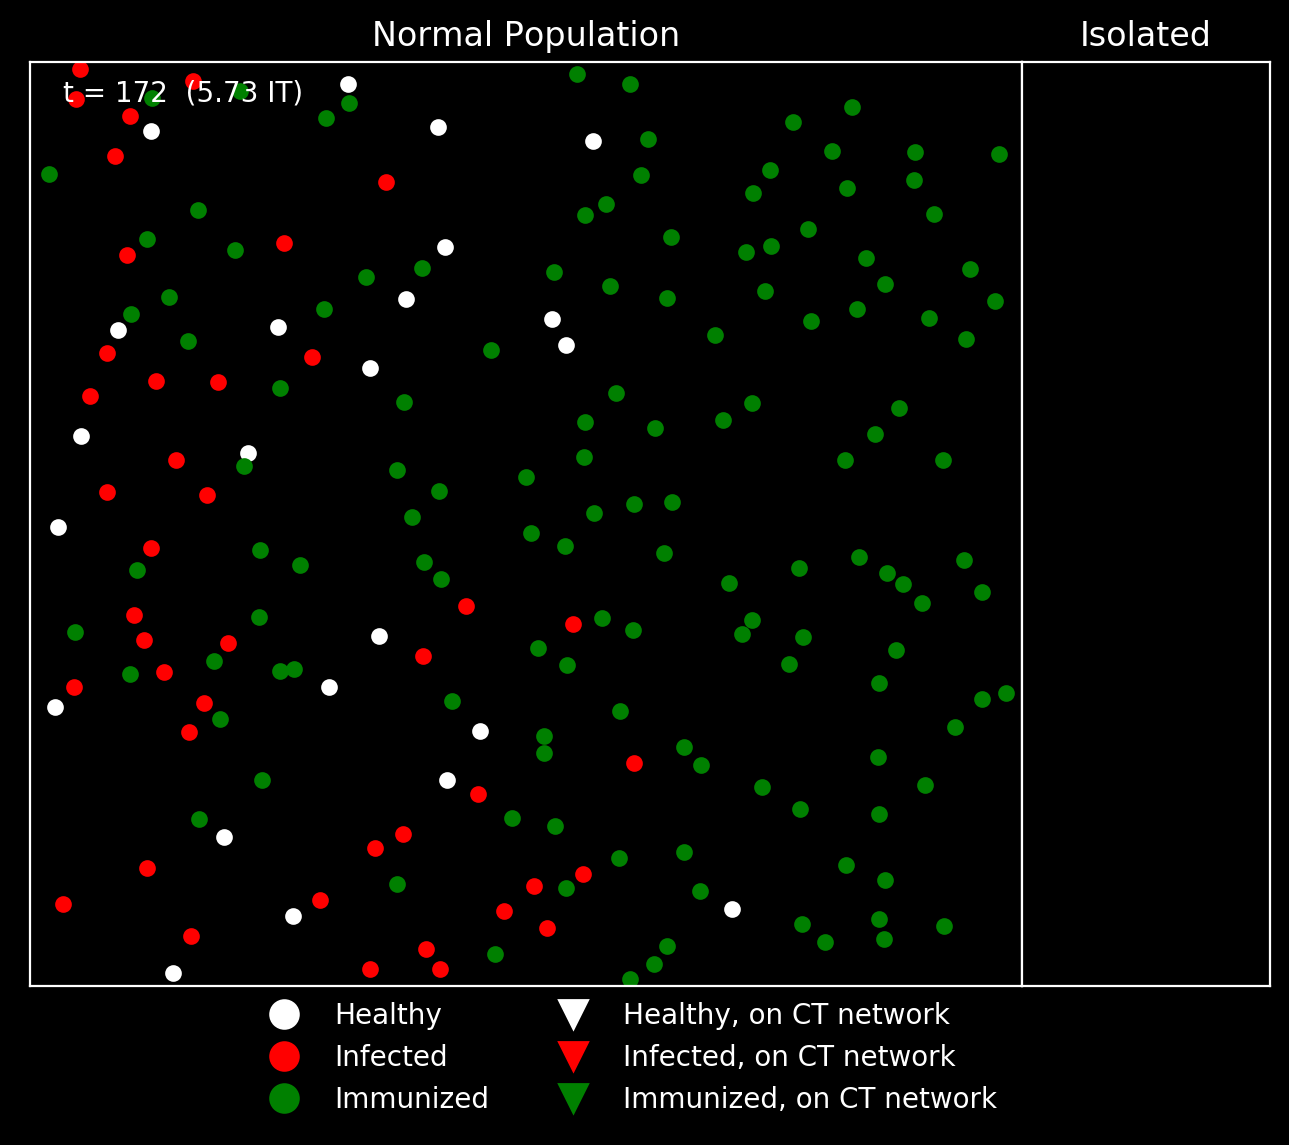 Normal Population
Isolated
t = 172  (5.73 IT)
Healthy
Infected
Immunized
Healthy, on CT network
Infected, on CT network
Immunized, on CT network